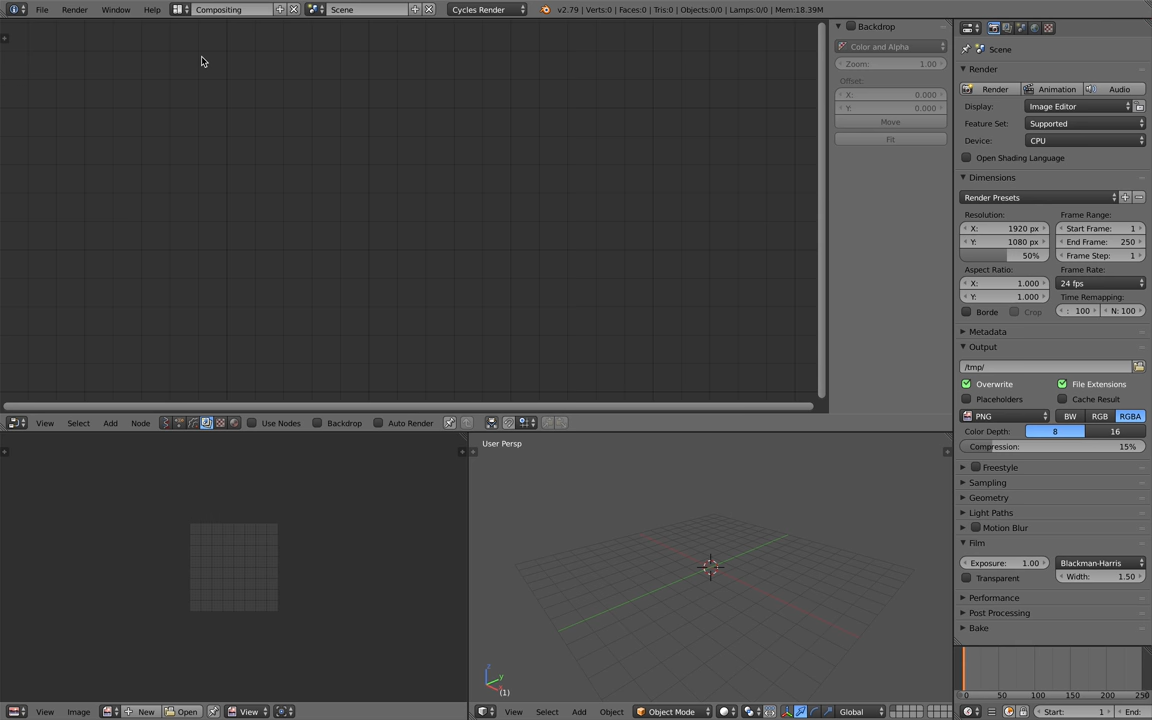 File Render Window Help Compositing Scene Cycles Render v2.79 | Verts:0 | Faces:0 | Tris:0 | Objects:0/0 | Lamps:0/0 | Mem:18.39M
Backdrop
Color and Alpha
Zoom: 1.00
Offset:
X: 0.000
Y: 0.000
Move
Fit
Scene
Render
Render Animation Audio
Display: Image Editor
Feature Set: Supported
Device: CPU
Open Shading Language
Dimensions
Render Presets
Resolution: Frame Range:
X: 1920 px Start Frame: 1
Y: 1080 px End Frame: 250
50% Frame Step: 1
Aspect Ratio: Frame Rate:
X: 1.000 24 fps
Y: 1.000 Time Remapping:
Borde Crop : 100 N: 100
Metadata
Output
/tmp/
Overwrite File Extensions
Placeholders Cache Result
PNG BW RGB RGBA
Color Depth: 8 16
Compression: 15%
Freestyle
Sampling
Geometry
Light Paths
Motion Blur
Film
Exposure: 1.00 Blackman-Harris
Transparent Width: 1.50
Performance
Post Processing
Bake
View Select Add Node Use Nodes Backdrop Auto Render
User Persp
z
y
(1)
0 50 100 150 200 250
View Image New Open View
View Select Add Object Object Mode Global
Start: 1 End: